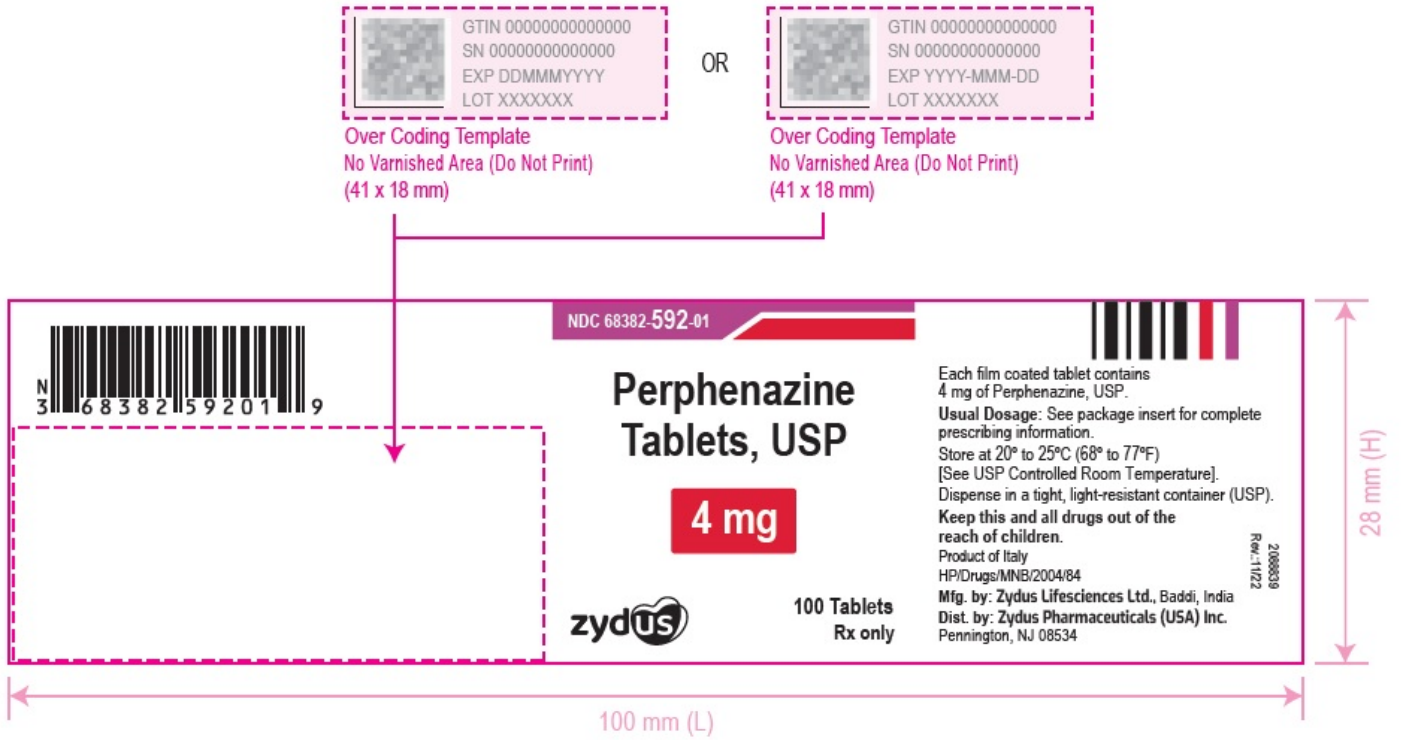 GTIN 00000000000000
SN 00000000000000
EXP DDMMMYYYY
LOT XXXXXXX
OR
GTIN 00000000000000
SN 00000000000000
EXP YYYY-MMM-DD
LOT XXXXXXX
Over Coding Template
No Varnished Area (Do Not Print)
(41 x 18 mm)
Over Coding Template
No Varnished Area (Do Not Print)
(41 x 18 mm)
N
3 68382 59201 9
NDC 68382-592-01
Perphenazine
Tablets, USP
4 mg
zydus
100 Tablets
Rx only
Each film coated tablet contains
4 mg of Perphenazine, USP.
Usual Dosage: See package insert for complete
prescribing information.
Store at 20° to 25°C (68° to 77°F)
[See USP Controlled Room Temperature].
Dispense in a tight, light-resistant container (USP).
Keep this and all drugs out of the
reach of children.
Product of Italy
HP/Drugs/MNB/2004/84
Mfg. by: Zydus Lifesciences Ltd., Baddi, India
Dist. by: Zydus Pharmaceuticals (USA) Inc.
Pennington, NJ 08534
2088839
Rev.:11/22
28 mm (H)
100 mm (L)